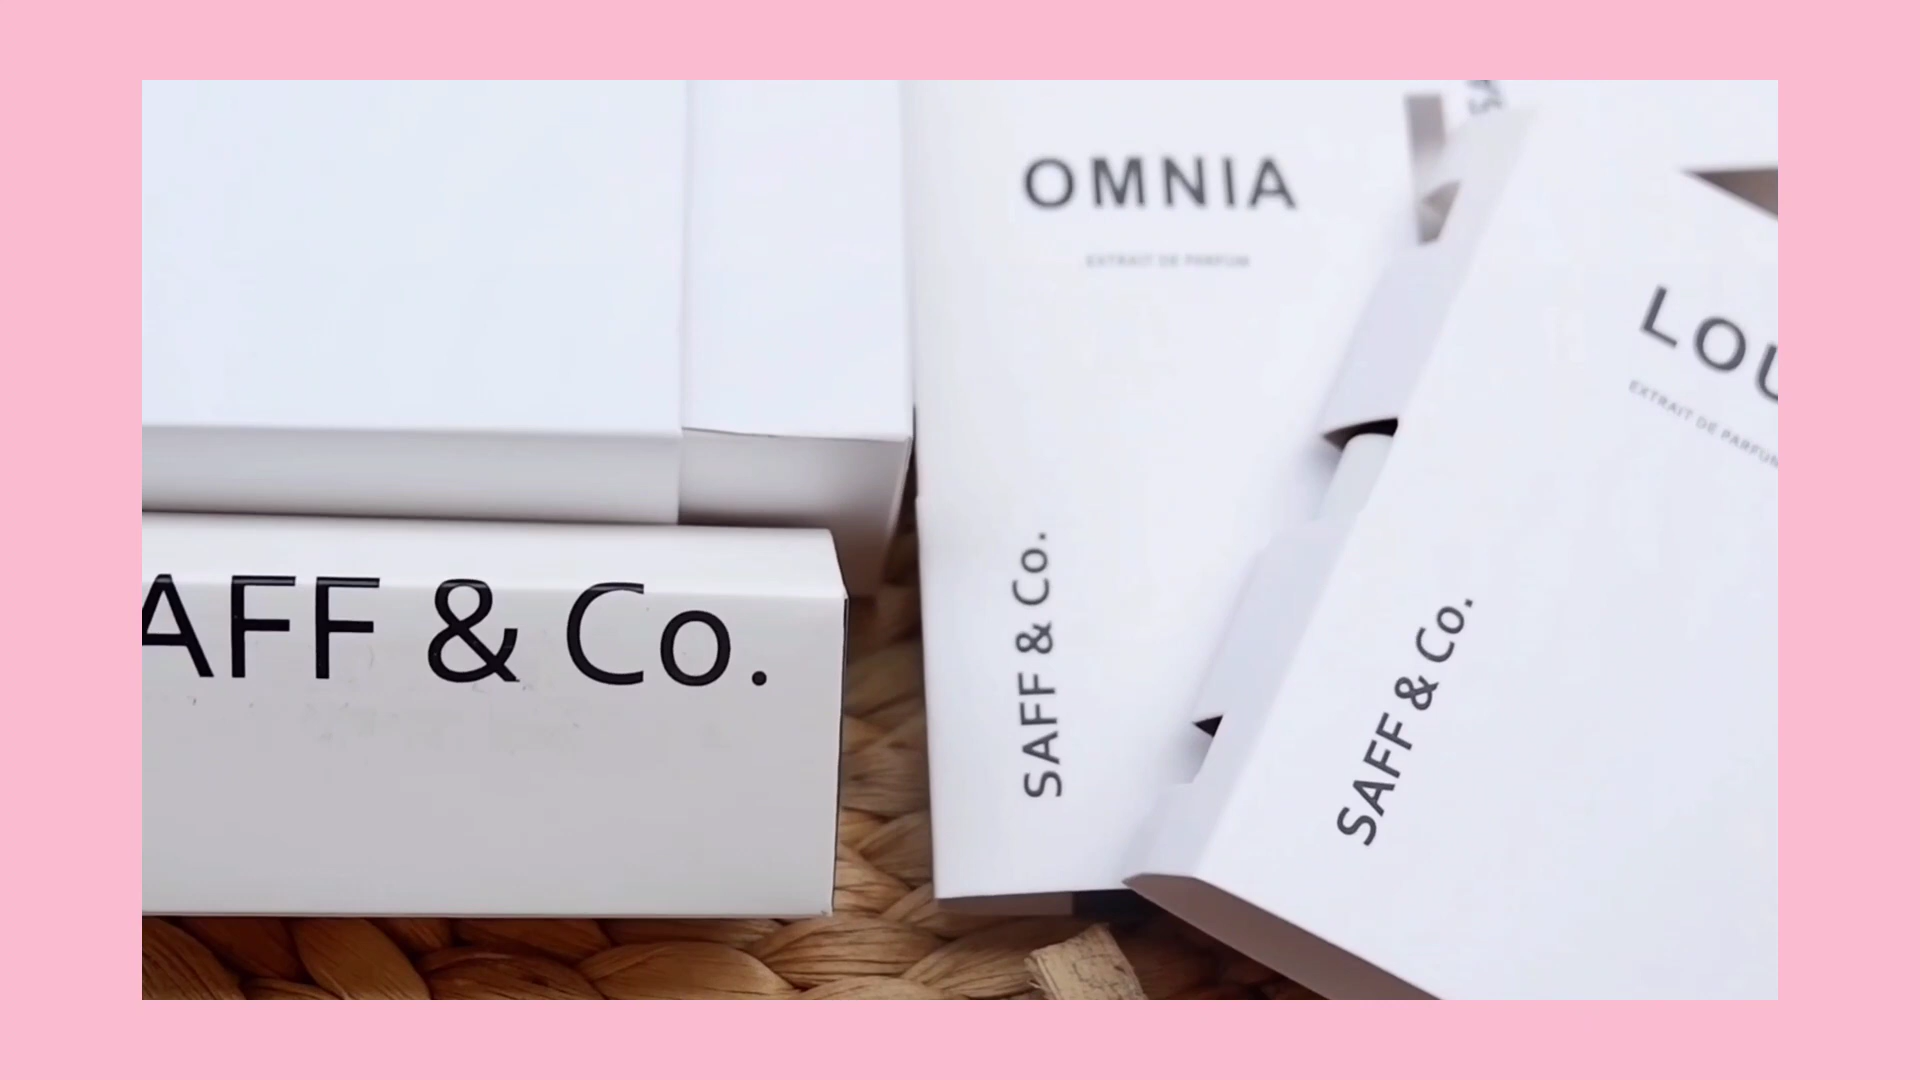 AFF & Co.
OMNIA
EXTRAIT DE PARFUM
SAFF & Co.
LOU
EXTRAIT DE PARFUM
SAFF & Co.